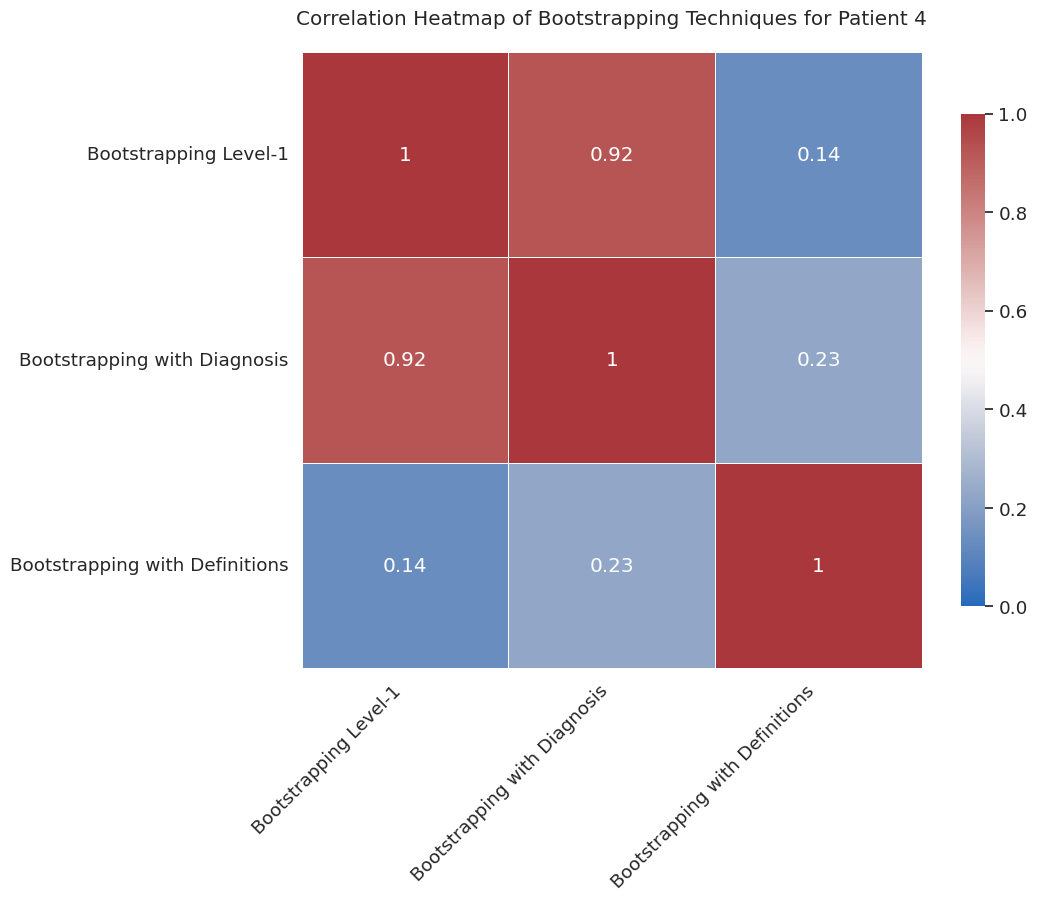 Correlation Heatmap of Bootstrapping Techniques for Patient 4
Bootstrapping Level-1
1
0.92
0.14
Bootstrapping with Diagnosis
0.92
1
0.23
Bootstrapping with Definitions
0.14
0.23
1
Bootstrapping Level-1
Bootstrapping with Diagnosis
Bootstrapping with Definitions
1.0
0.8
0.6
0.4
0.2
0.0